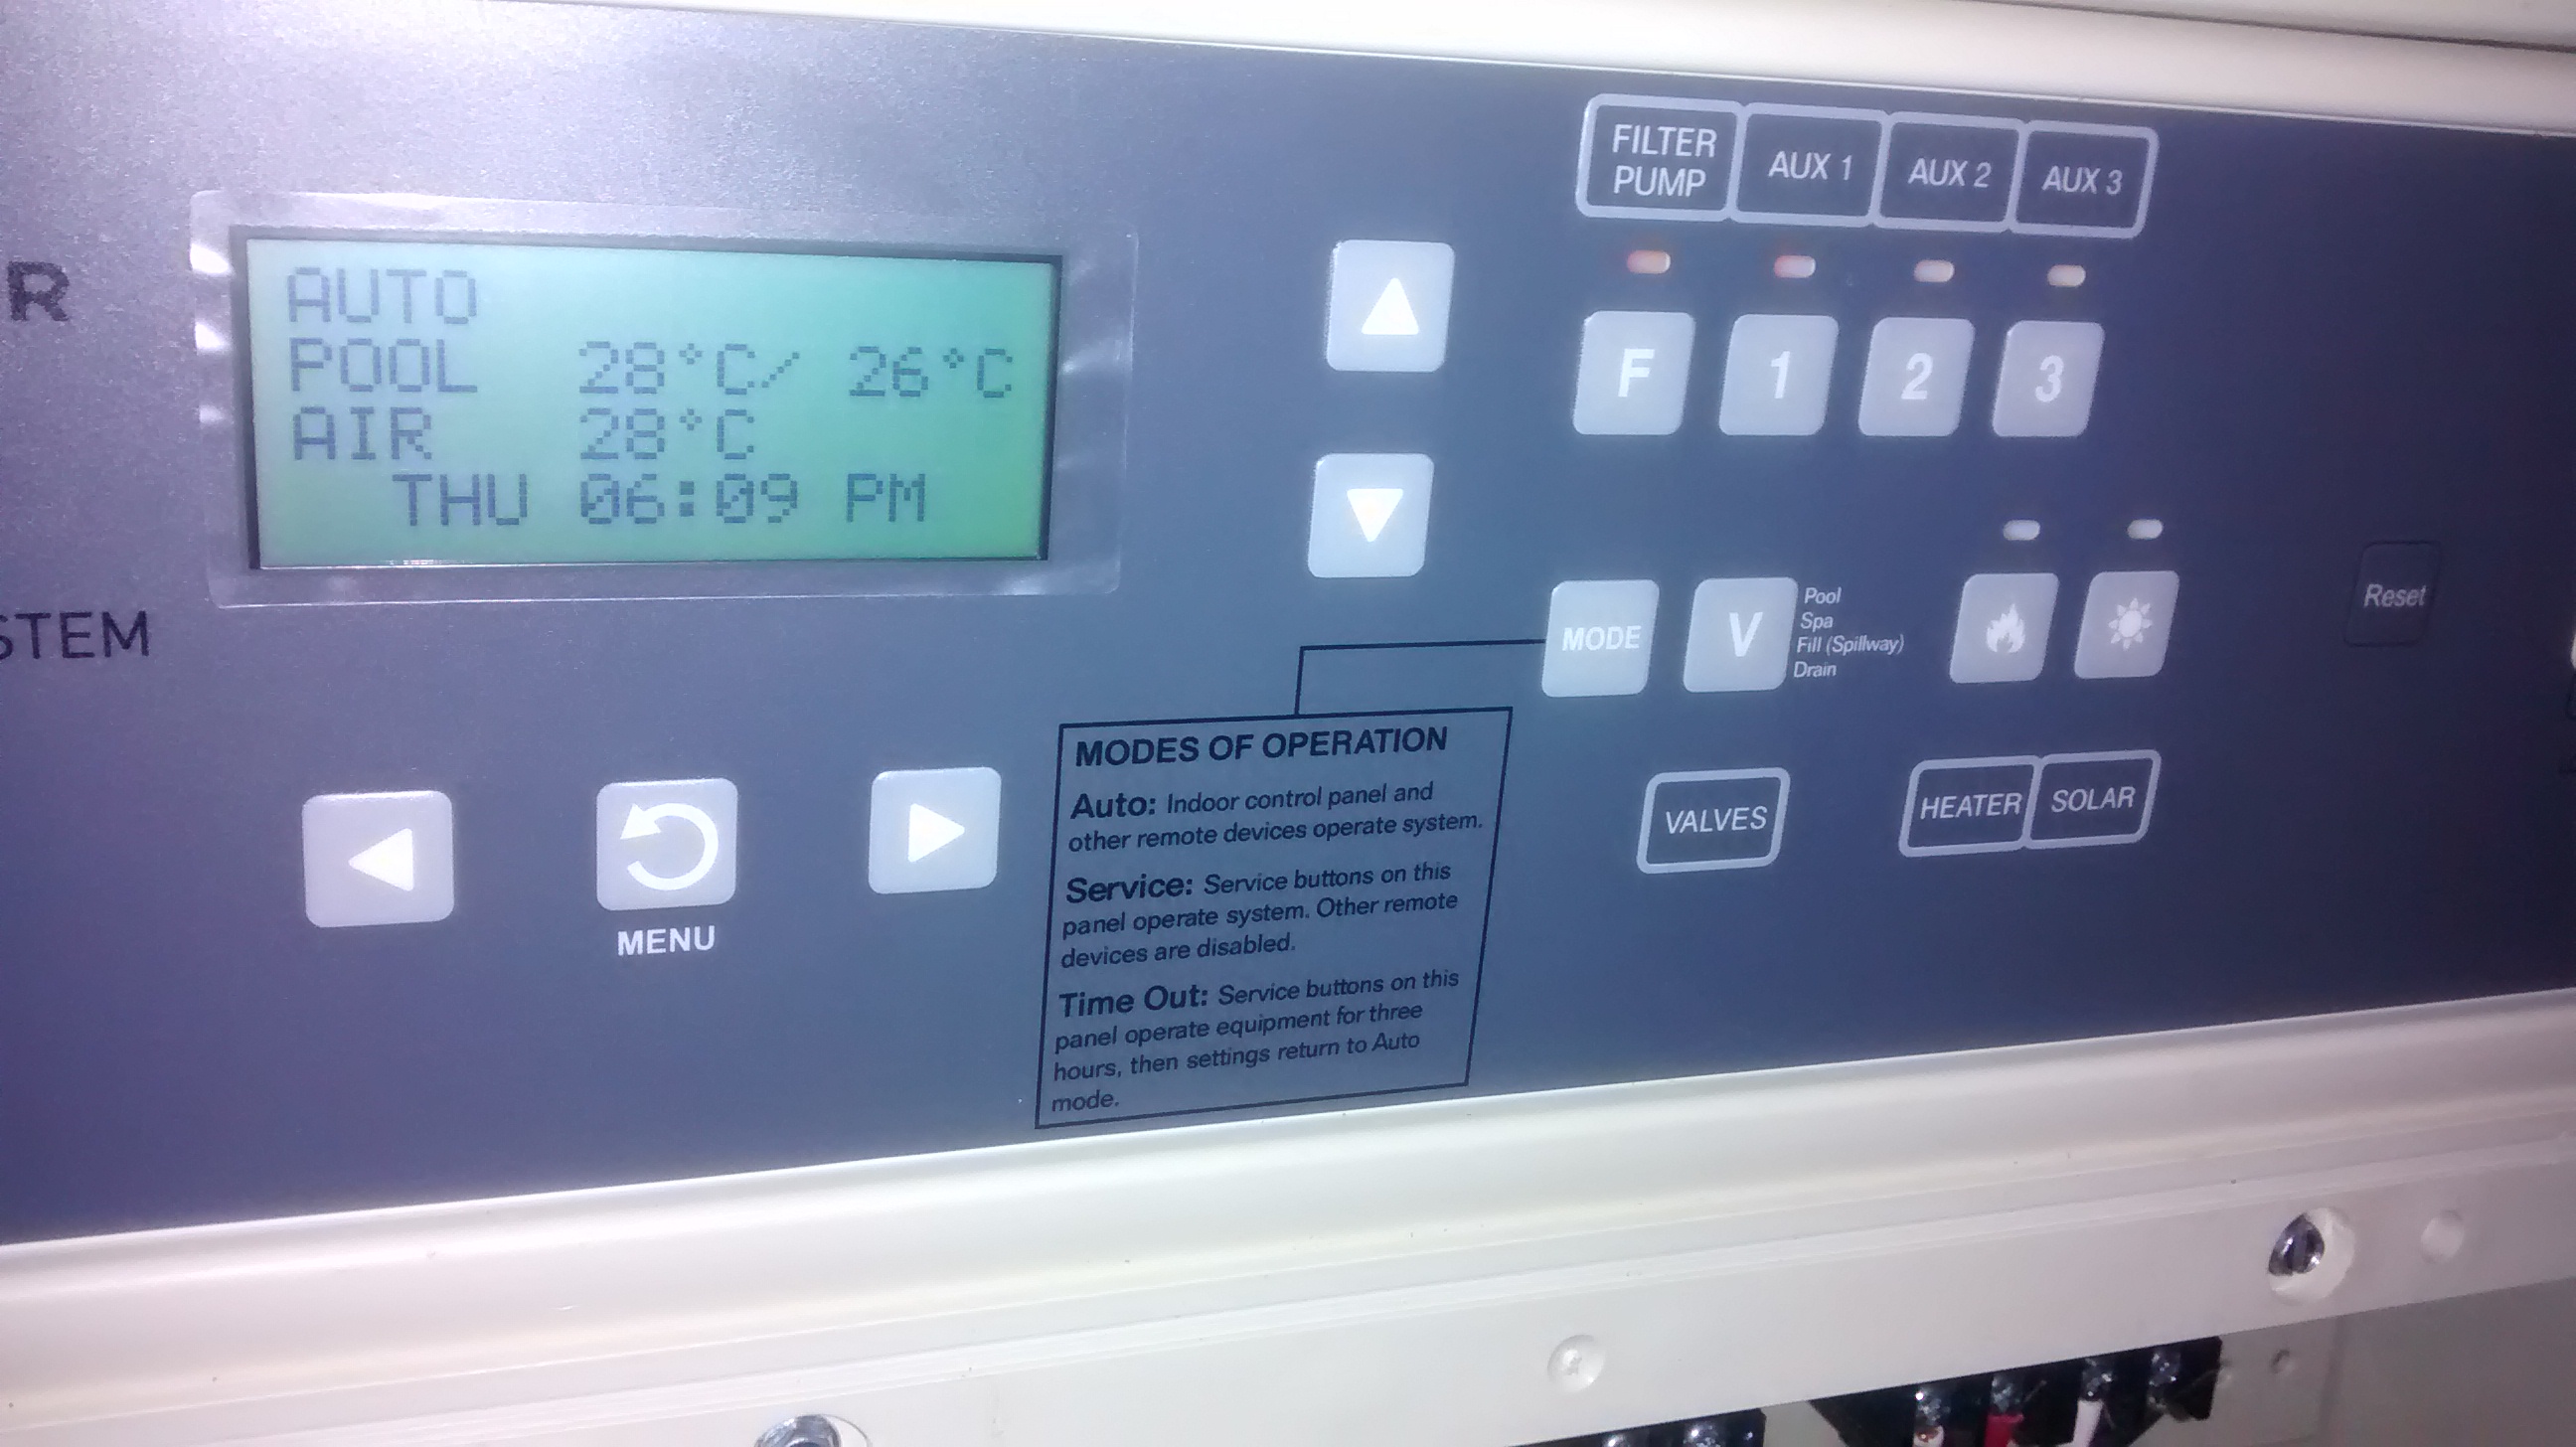 R
STEM
AUTO
POOL 28°C/ 26°C
AIR 28°C
THU 06:09 PM
MENU
FILTER
PUMP
AUX 1
AUX 2
AUX 3
F
1
2
3
MODE
V
Pool
Spa
Fill (Spillway)
Drain
Reset
VALVES
HEATER
SOLAR
MODES OF OPERATION
Auto: Indoor control panel and
other remote devices operate system.
Service: Service buttons on this
panel operate system. Other remote
devices are disabled.
Time Out: Service buttons on this
panel operate equipment for three
hours, then settings return to Auto
mode.